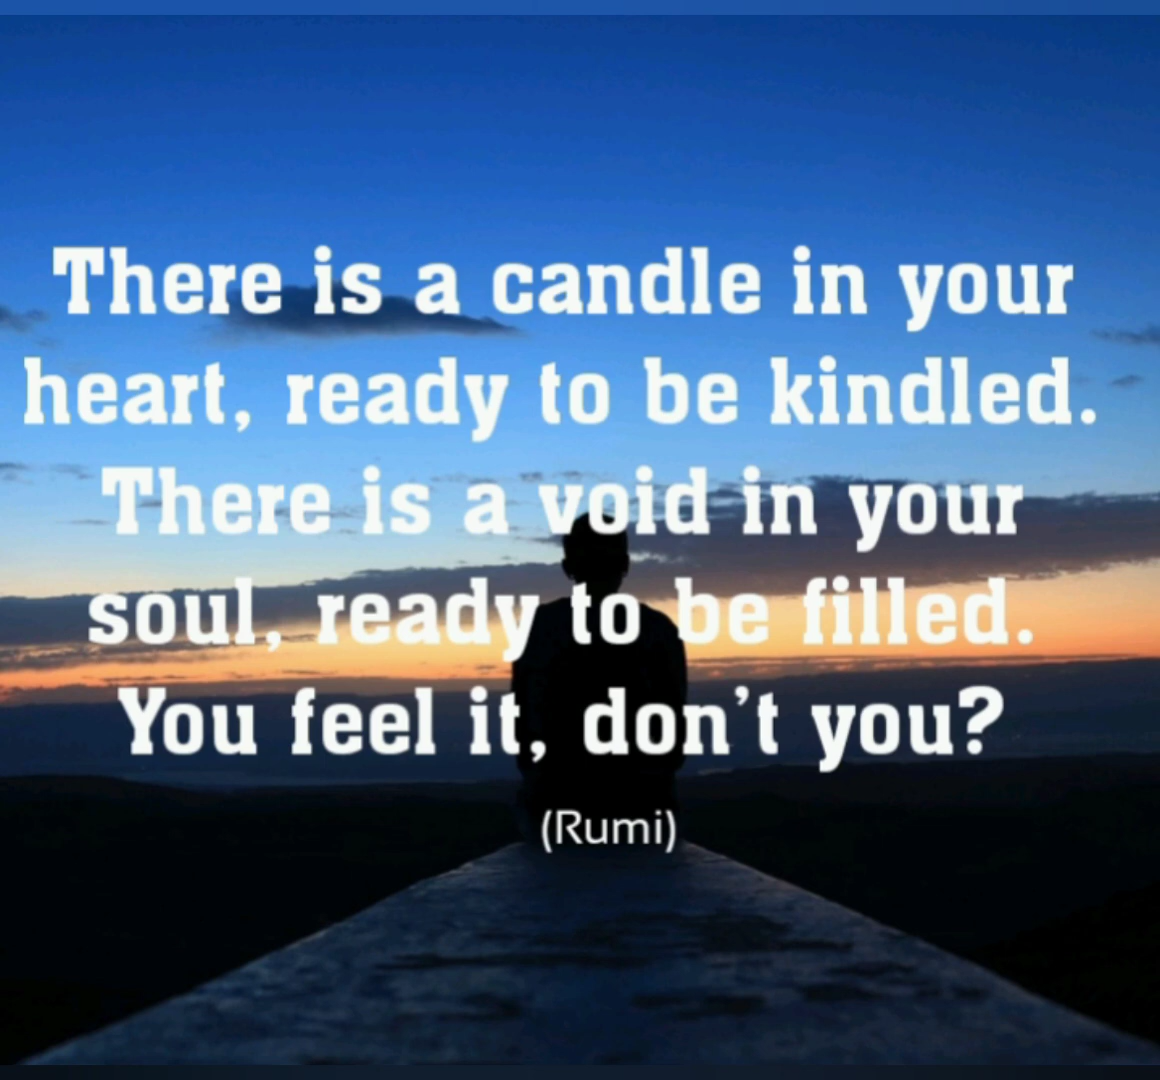 There is a candle in your
heart, ready to be kindled.
There is a void in your
soul, ready to be filled.
You feel it, don’t you?
(Rumi)